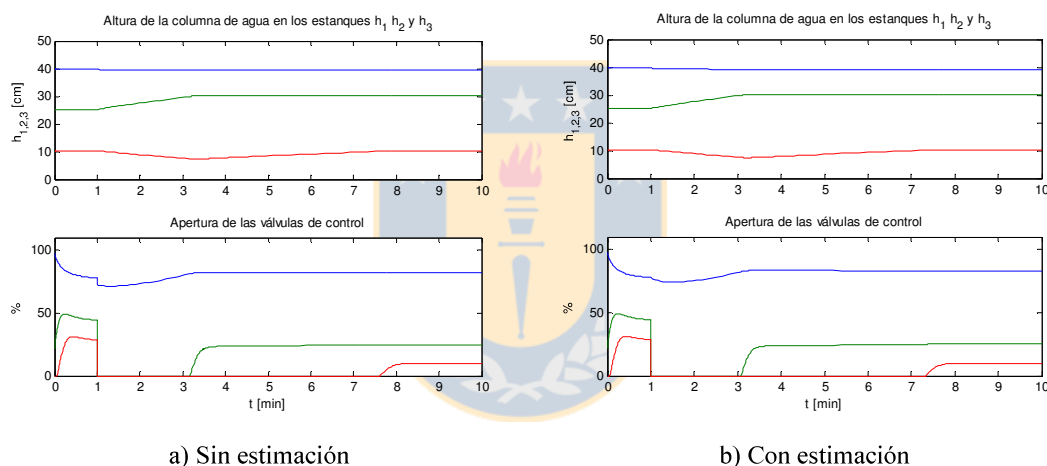 Altura de la columna de agua en los estanques h1 h2 y h3
50
40
30
20
10
0
h1,2,3 [cm]
0 1 2 3 4 5 6 7 8 9 10
Apertura de las válvulas de control
100
50
0
%
0 1 2 3 4 5 6 7 8 9 10
t [min]
a) Sin estimación
Altura de la columna de agua en los estanques h1 h2 y h3
50
40
30
20
10
0
h1,2,3 [cm]
0 1 2 3 4 5 6 7 8 9 10
Apertura de las válvulas de control
100
50
0
%
0 1 2 3 4 5 6 7 8 9 10
t [min]
b) Con estimación